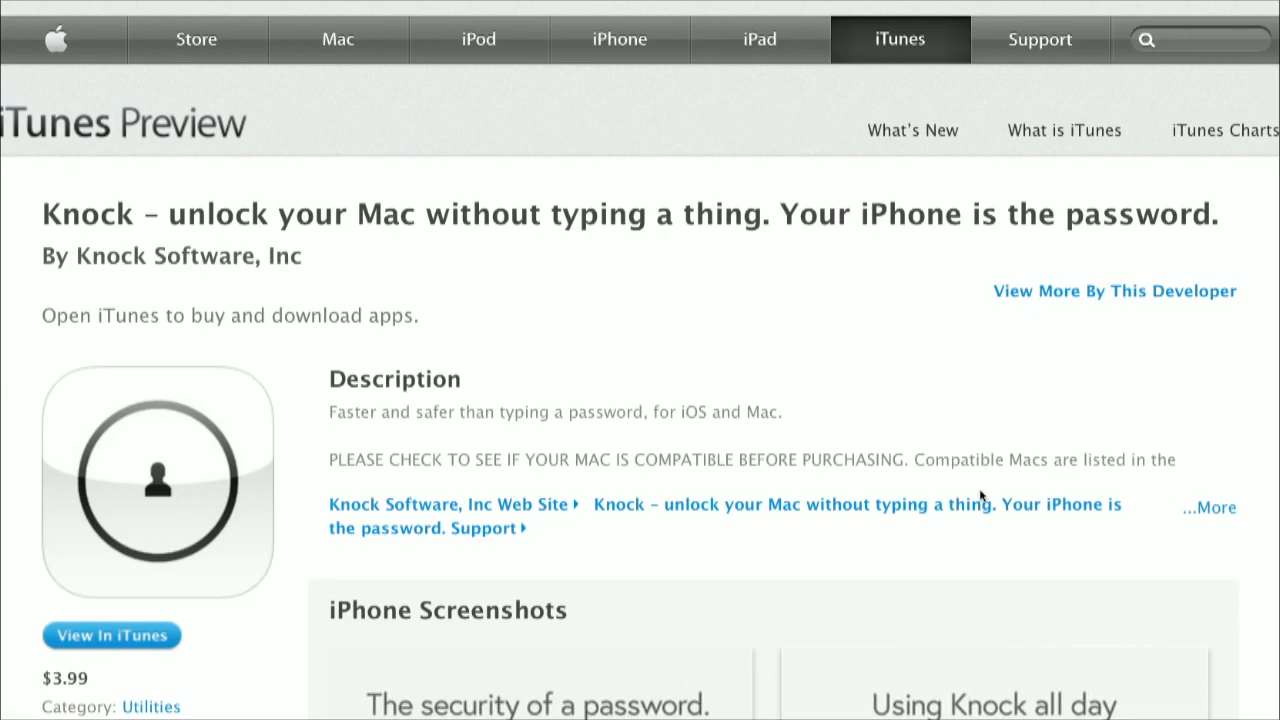 Store Mac iPod iPhone iPad iTunes Support
iTunes Preview
What's New What is iTunes iTunes Charts
Knock – unlock your Mac without typing a thing. Your iPhone is the password.
By Knock Software, Inc
View More By This Developer
Open iTunes to buy and download apps.
Description
Faster and safer than typing a password, for iOS and Mac.
PLEASE CHECK TO SEE IF YOUR MAC IS COMPATIBLE BEFORE PURCHASING. Compatible Macs are listed in the
Knock Software, Inc Web Site Knock – unlock your Mac without typing a thing. Your iPhone is ...More
the password. Support
iPhone Screenshots
View In iTunes
$3.99
The security of a password. Using Knock all day
Category: Utilities